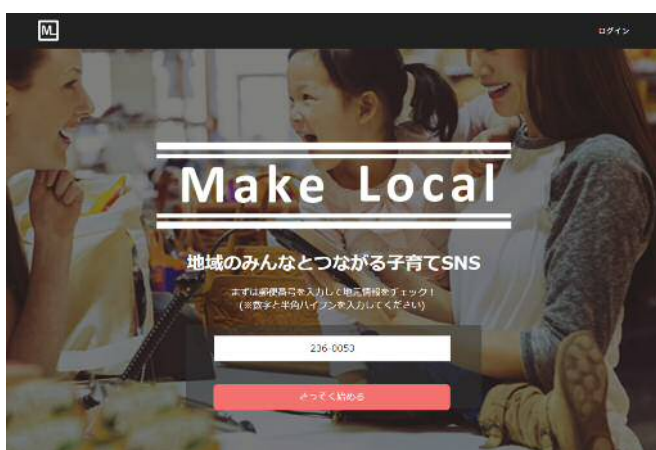 ML
ログイン
Make Local
地域のみんなとつながる子育てSNS
まずは郵便番号を入力して地元情報をチェック！
(※数字と半角ハイフンを入力してください)
236-0053
さっそく始める